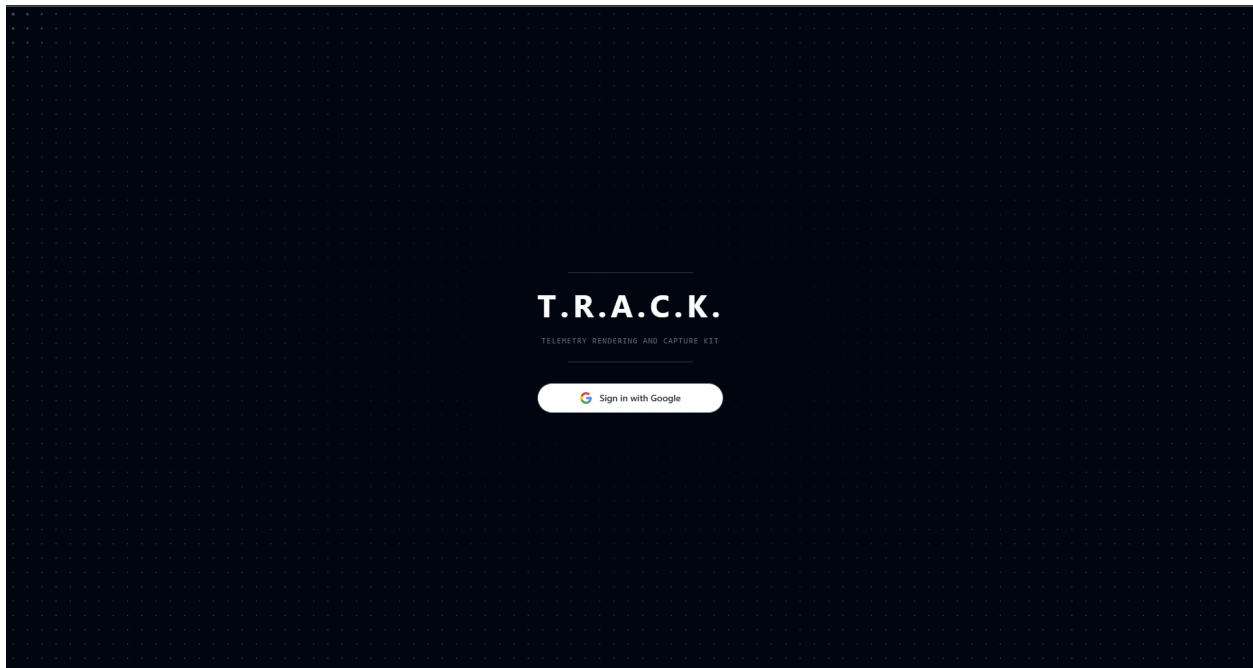 T.R.A.C.K.
TELEMETRY RENDERING AND CAPTURE KIT
Sign in with Google